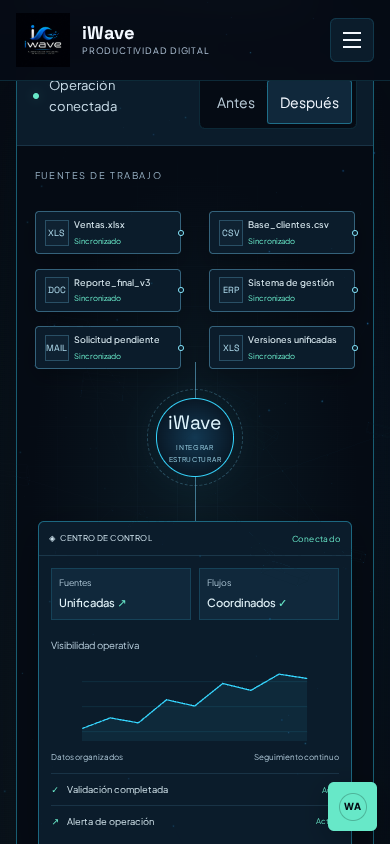 iwave
iWave
PRODUCTIVIDAD DIGITAL
Operación
conectada
Antes
Después
FUENTES DE TRABAJO
XLS
Ventas.xlsx
Sincronizado
CSV
Base_clientes.csv
Sincronizado
DOC
Reporte_final_v3
Sincronizado
ERP
Sistema de gestión
Sincronizado
MAIL
Solicitud pendiente
Sincronizado
XLS
Versiones unificadas
Sincronizado
iWave
INTEGRAR
ESTRUCTURAR
◈ CENTRO DE CONTROL
Conectado
Fuentes
Unificadas ↗
Flujos
Coordinados ✓
Visibilidad operativa
Datos organizados
Seguimiento continuo
✓ Validación completada
↗ Alerta de operación
WA